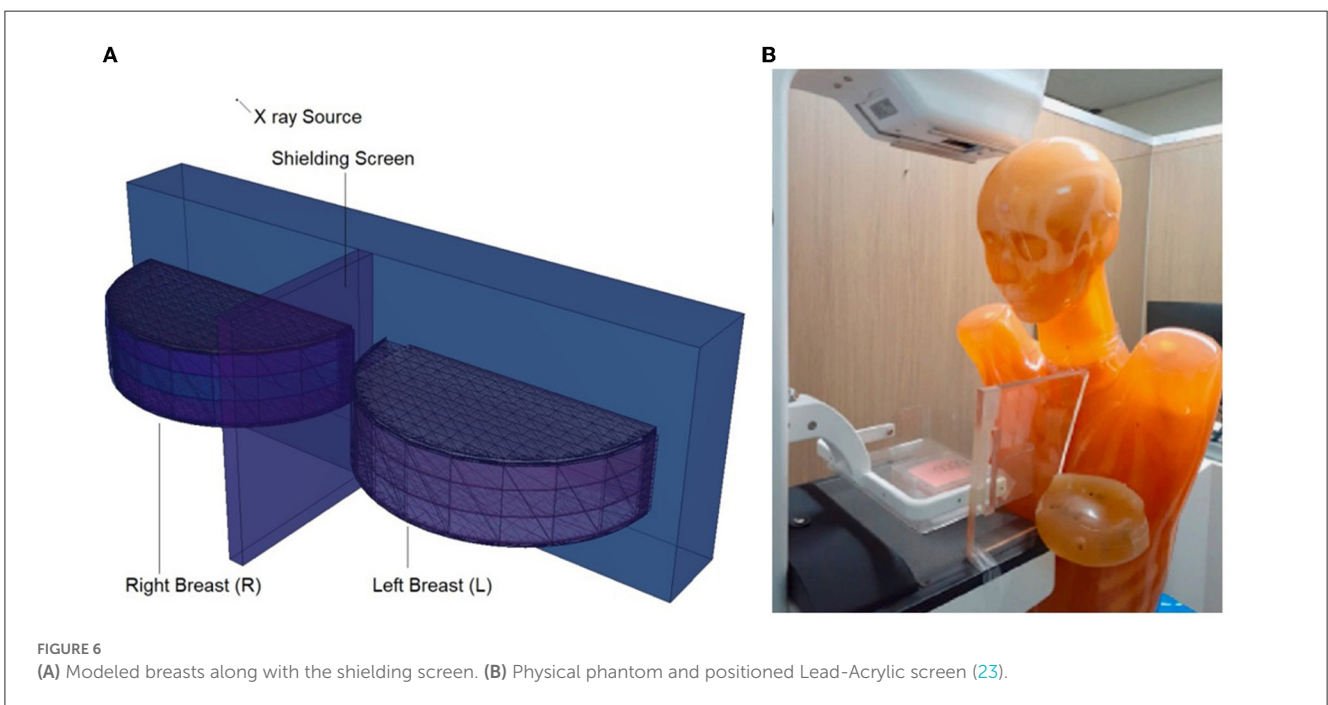 A
B
X ray Source
Shielding Screen
Right Breast (R)
Left Breast (L)
FIGURE 6
(A) Modeled breasts along with the shielding screen. (B) Physical phantom and positioned Lead-Acrylic screen (23).